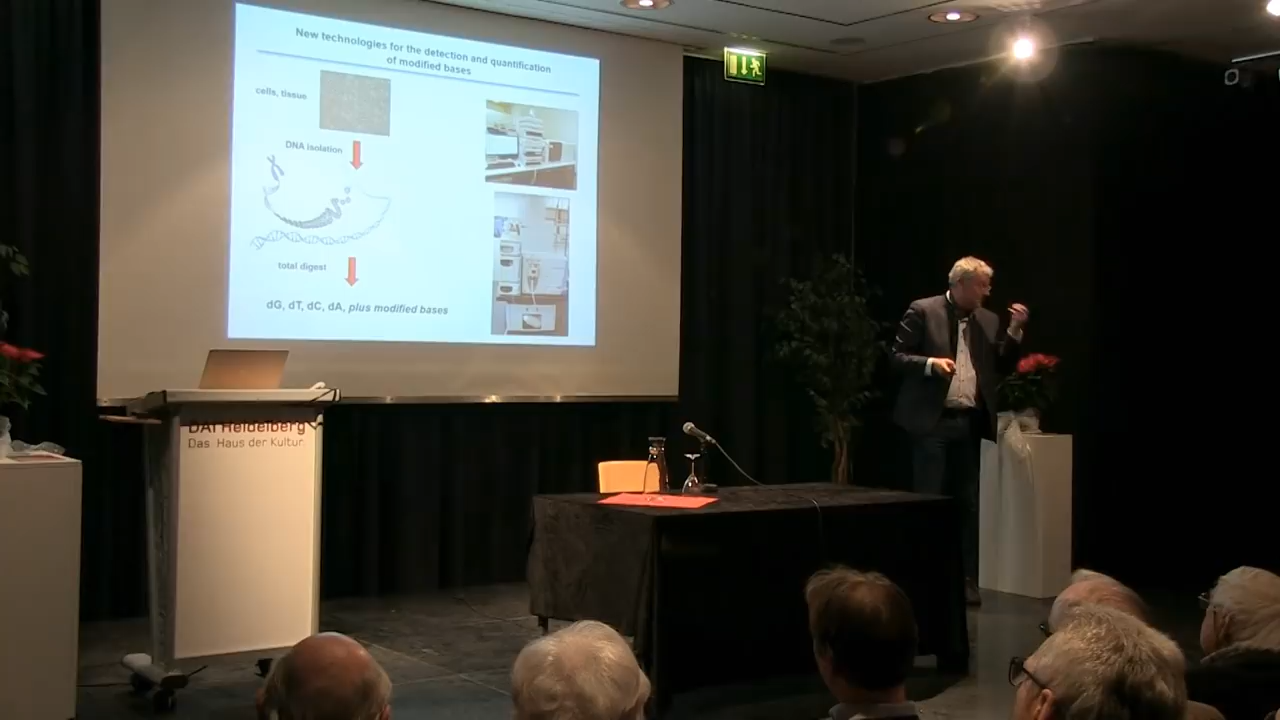 New technologies for the detection and quantification
of modified bases
cells, tissue
DNA isolation
total digest
dG, dT, dC, dA, plus modified bases
DAI Heidelberg
Das Haus der Kultur